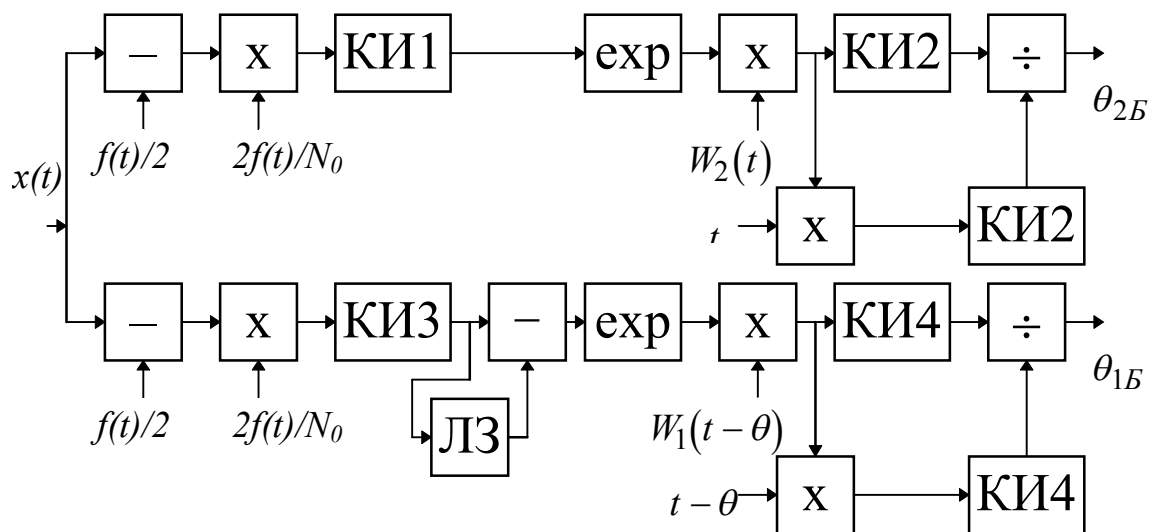 − x КИ1 exp x КИ2 ÷
θ2Б
f(t)/2 2f(t)/N0 W2(t)
x(t)
t x КИ2
− x КИ3 − exp x КИ4 ÷
θ1Б
f(t)/2 2f(t)/N0 ЛЗ W1(t − θ)
t − θ x КИ4